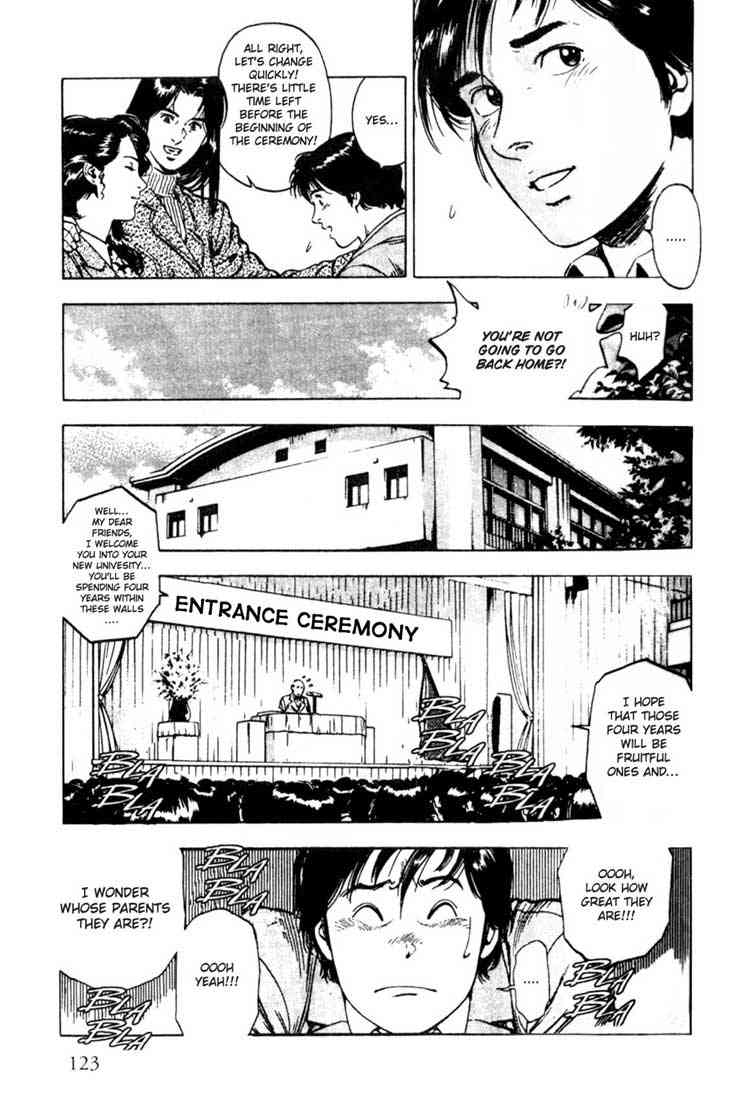 .....
YES...
ALL RIGHT,
LET'S CHANGE
QUICKLY!
THERE'S LITTLE
TIME LEFT
BEFORE THE
BEGINNING OF
THE CEREMONY!
HUH?
YOU'RE NOT
GOING TO GO
BACK HOME?!
WELL...
MY DEAR
FRIENDS,
I WELCOME
YOU INTO YOUR
NEW UNIVESITY...
YOU'LL BE
SPENDING FOUR
YEARS WITHIN
THESE WALLS
....
ENTRANCE CEREMONY
I HOPE
THAT THOSE
FOUR YEARS
WILL BE
FRUITFUL
ONES AND...
BLA
BLA
BLA
BLA
BLA
BLA
OOOH,
LOOK HOW
GREAT THEY
ARE!!!
BLA
BLA
....
BLA
BLA
OOOH
YEAH!!!
I WONDER
WHOSE PARENTS
THEY ARE?!
BLA
BLA
123